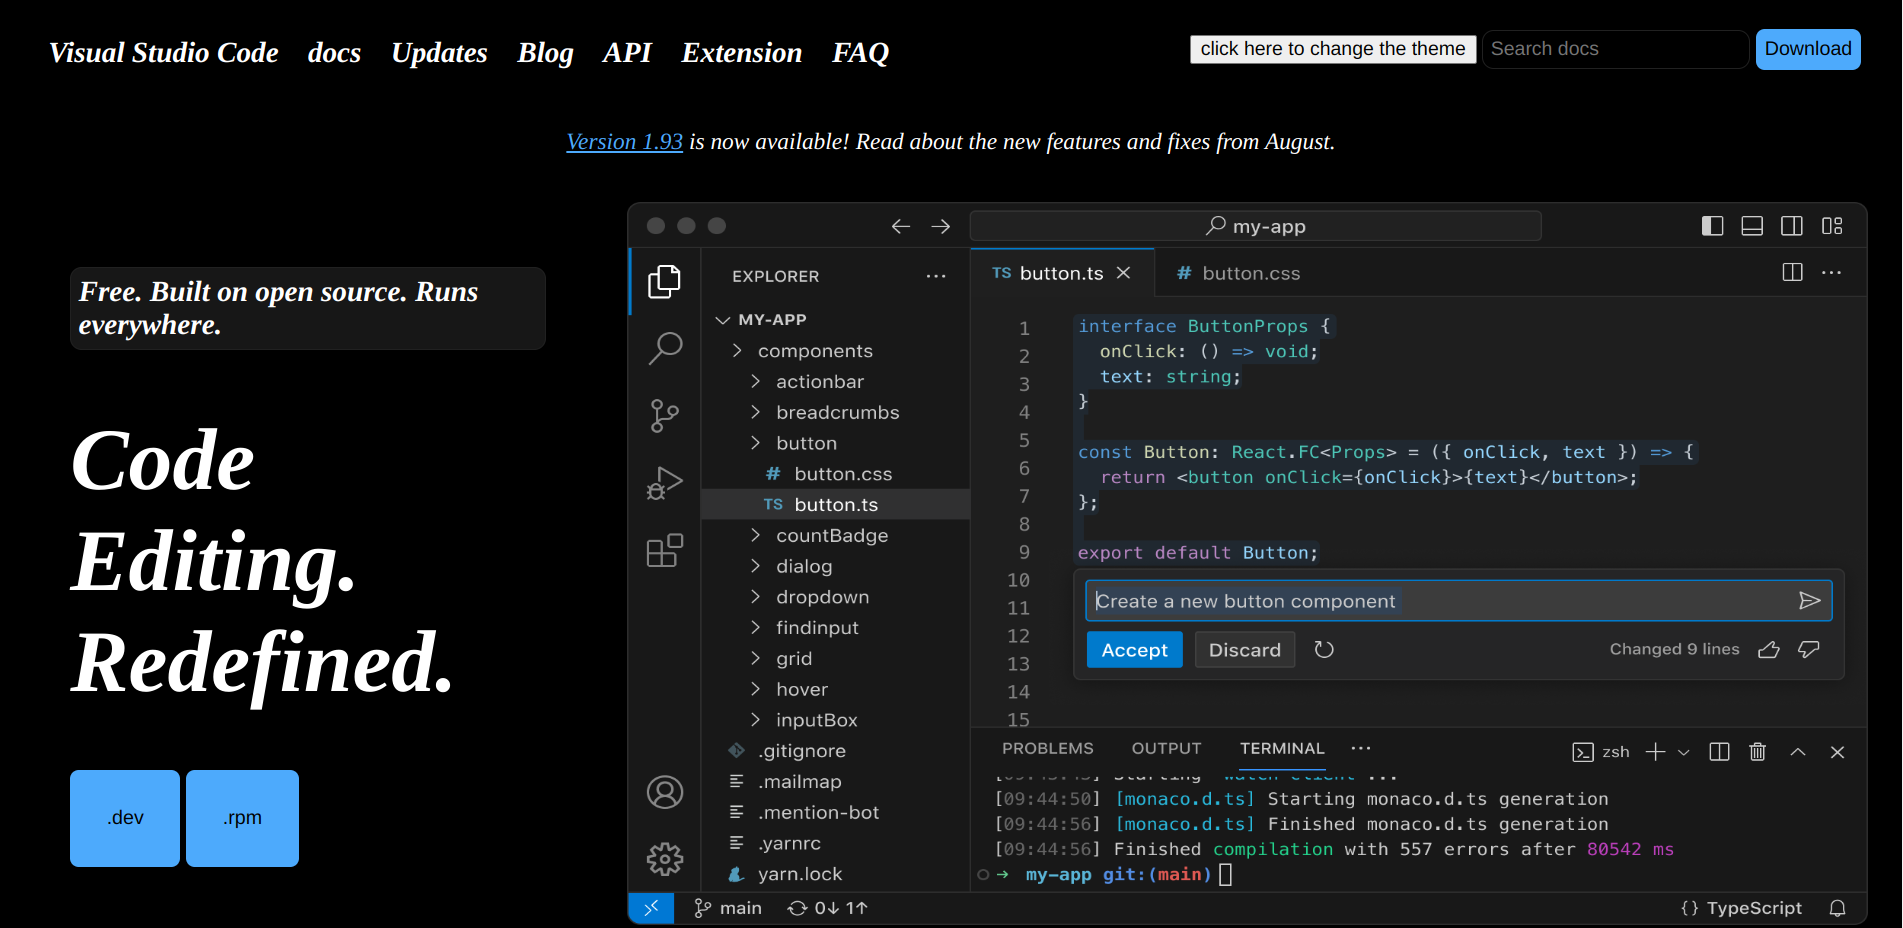 Visual Studio Code docs Updates Blog API Extension FAQ
click here to change the theme Search docs Download
Version 1.93 is now available! Read about the new features and fixes from August.
Free. Built on open source. Runs
everywhere.
Code
Editing.
Redefined.
.dev .rpm
my-app
EXPLORER ...
MY-APP
components
actionbar
breadcrumbs
button
# button.css
TS button.ts
countBadge
dialog
dropdown
findinput
grid
hover
inputBox
.gitignore
.mailmap
.mention-bot
.yarnrc
yarn.lock
TS button.ts # button.css
1
2
3
4
5
6
7
8
9
10
11
12
13
14
15
interface ButtonProps {
onClick: () => void;
text: string;
}
const Button: React.FC<Props> = ({ onClick, text }) => {
return <button onClick={onClick}>{text}</button>;
};
export default Button;
Create a new button component
Accept Discard Changed 9 lines
PROBLEMS OUTPUT TERMINAL ... zsh
[09:45:45] Starting 'watch-client'...
[09:44:50] [monaco.d.ts] Starting monaco.d.ts generation
[09:44:56] [monaco.d.ts] Finished monaco.d.ts generation
[09:44:56] Finished compilation with 557 errors after 80542 ms
→ my-app git:(main)
main 0↓ 1↑ {} TypeScript